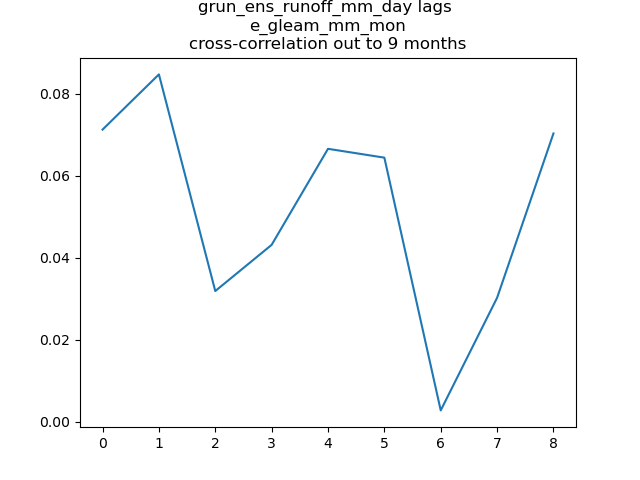 grun_ens_runoff_mm_day lags
e_gleam_mm_mon
cross-correlation out to 9 months
0.08
0.06
0.04
0.02
0.00
0 1 2 3 4 5 6 7 8